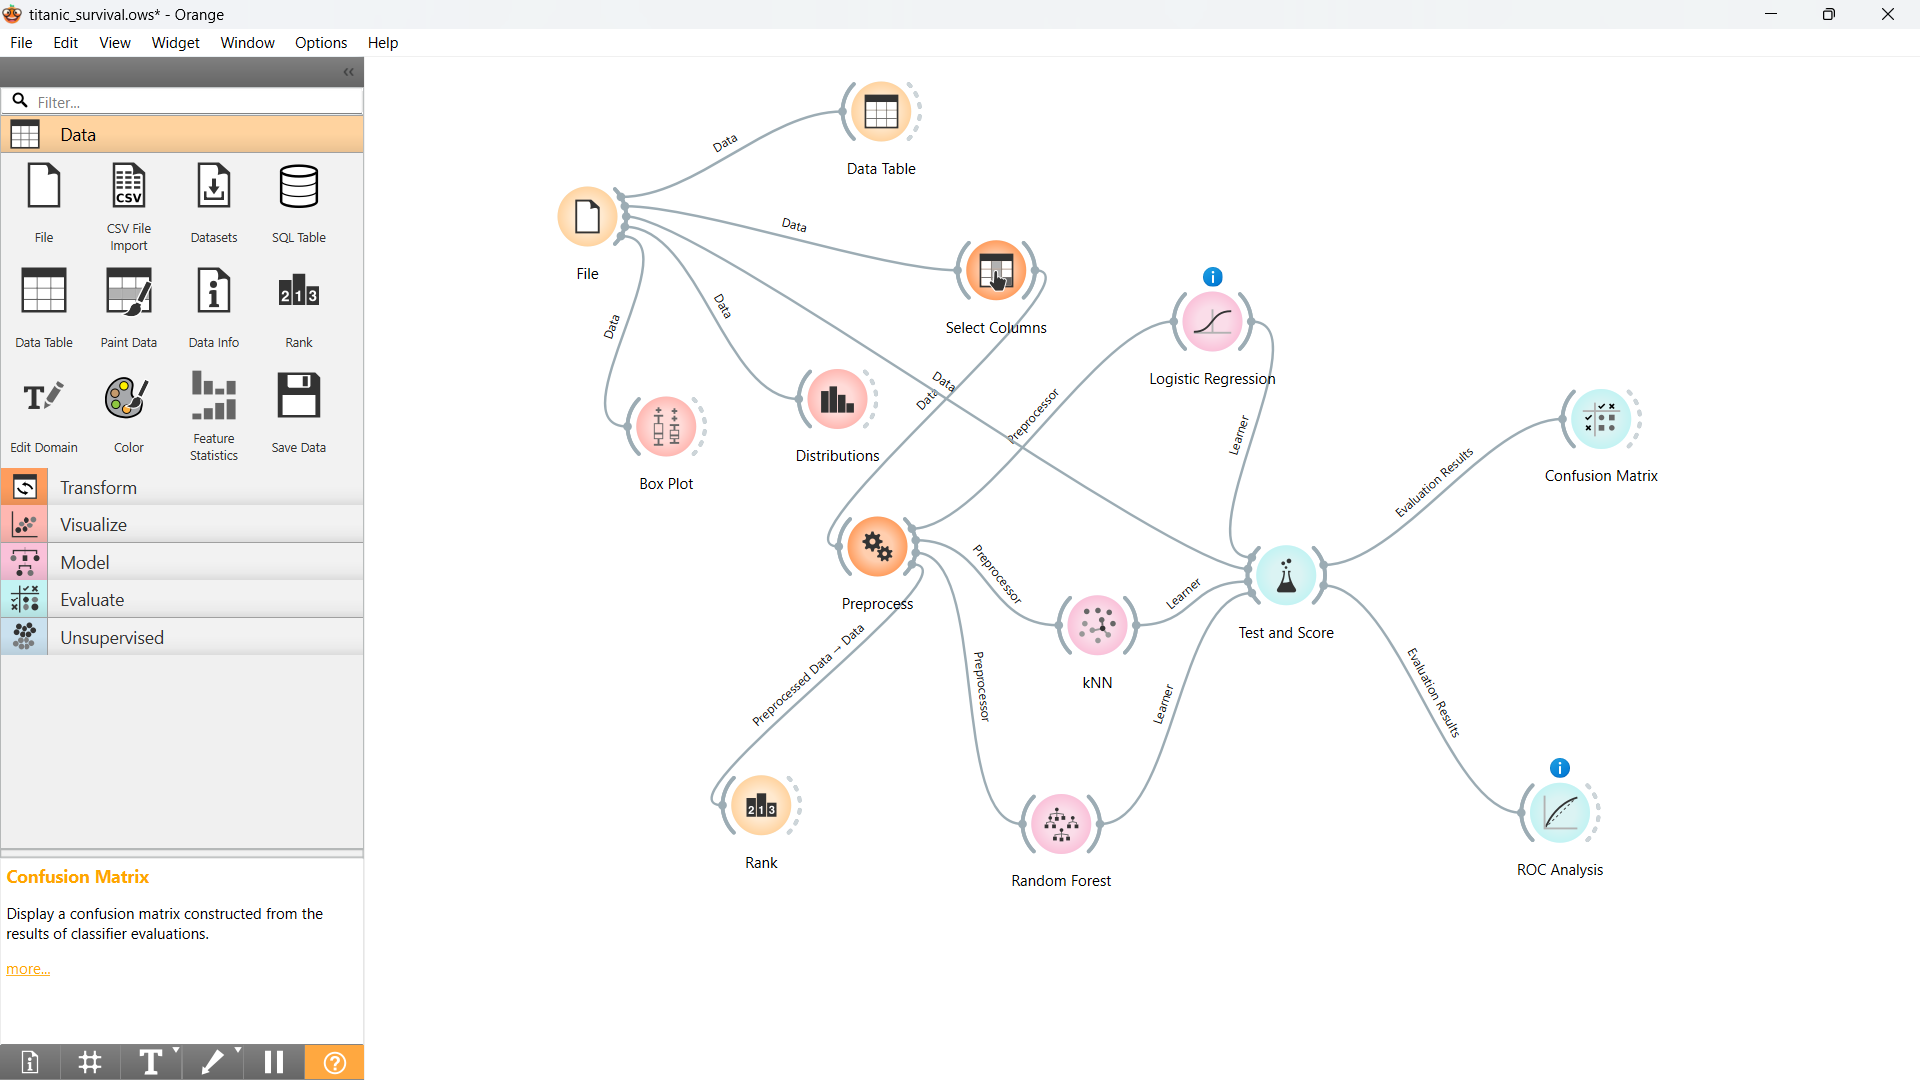 titanic_survival.ows* - Orange
File Edit View Widget Window Options Help
Filter...
Data
File
CSV File
Import
Datasets
SQL Table
Data Table
Paint Data
Data Info
Rank
Edit Domain
Color
Feature
Statistics
Save Data
Transform
Visualize
Model
Evaluate
Unsupervised
Confusion Matrix
Display a confusion matrix constructed from the
results of classifier evaluations.
more...
Data
Data Table
File
Data
Select Columns
Data
Data
Data
Data
Box Plot
Distributions
Preprocessor
Logistic Regression
Learner
Preprocess
Preprocessor
kNN
Learner
Test and Score
Evaluation Results
Confusion Matrix
Processed Data → Data
Rank
Preprocessor
Random Forest
Learner
Evaluation Results
ROC Analysis